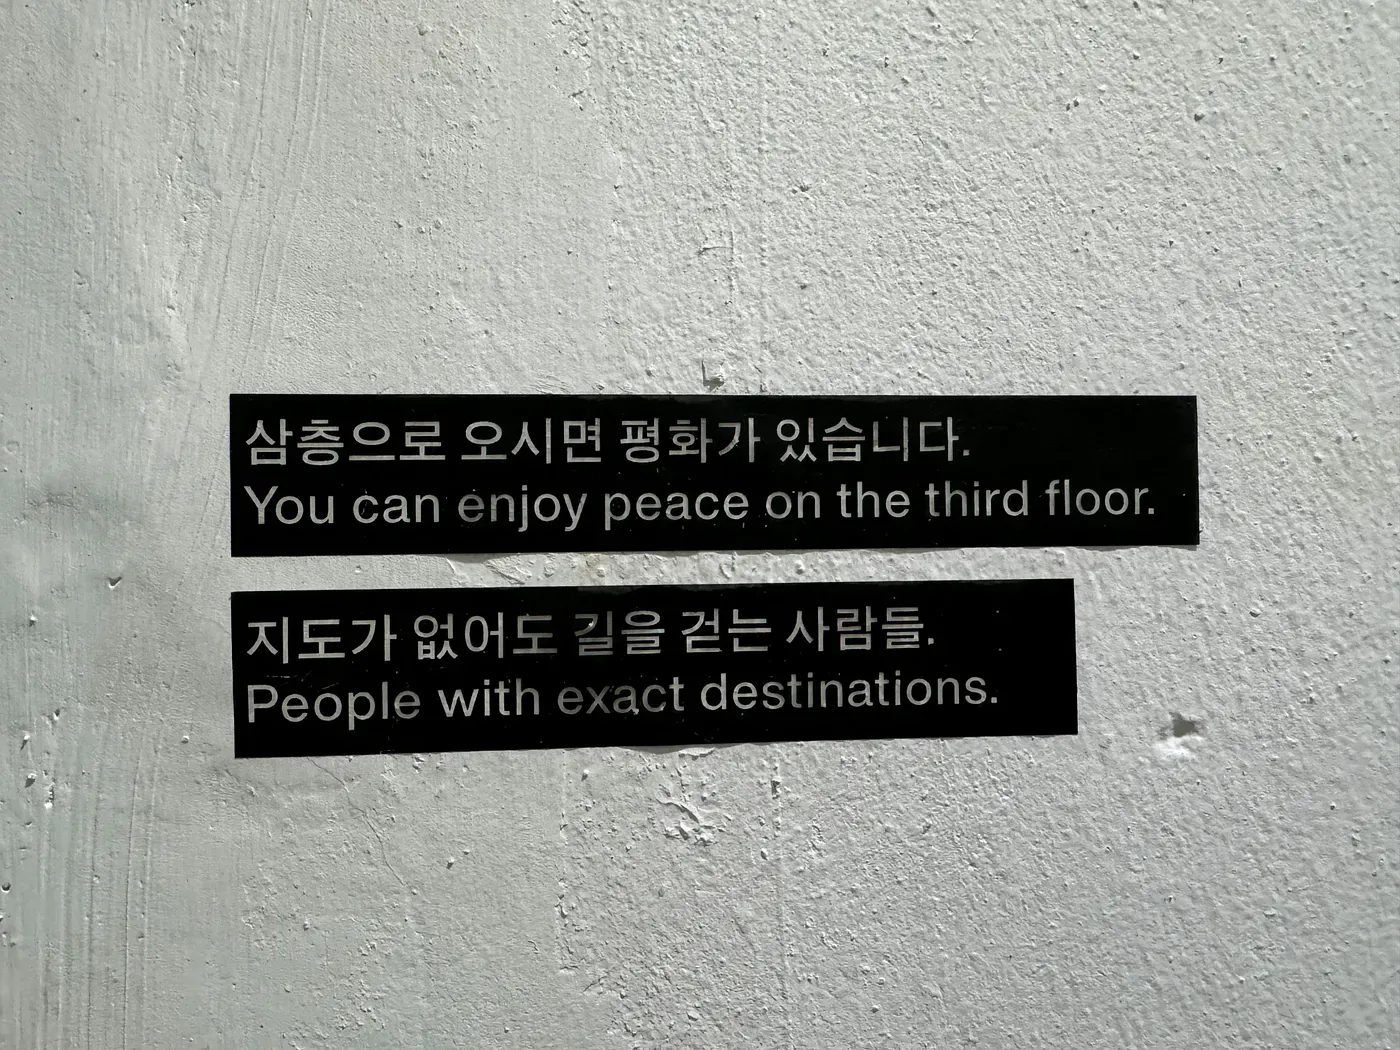 삼층으로 오시면 평화가 있습니다.
You can enjoy peace on the third floor.
지도가 없어도 길을 걷는 사람들.
People with exact destinations.